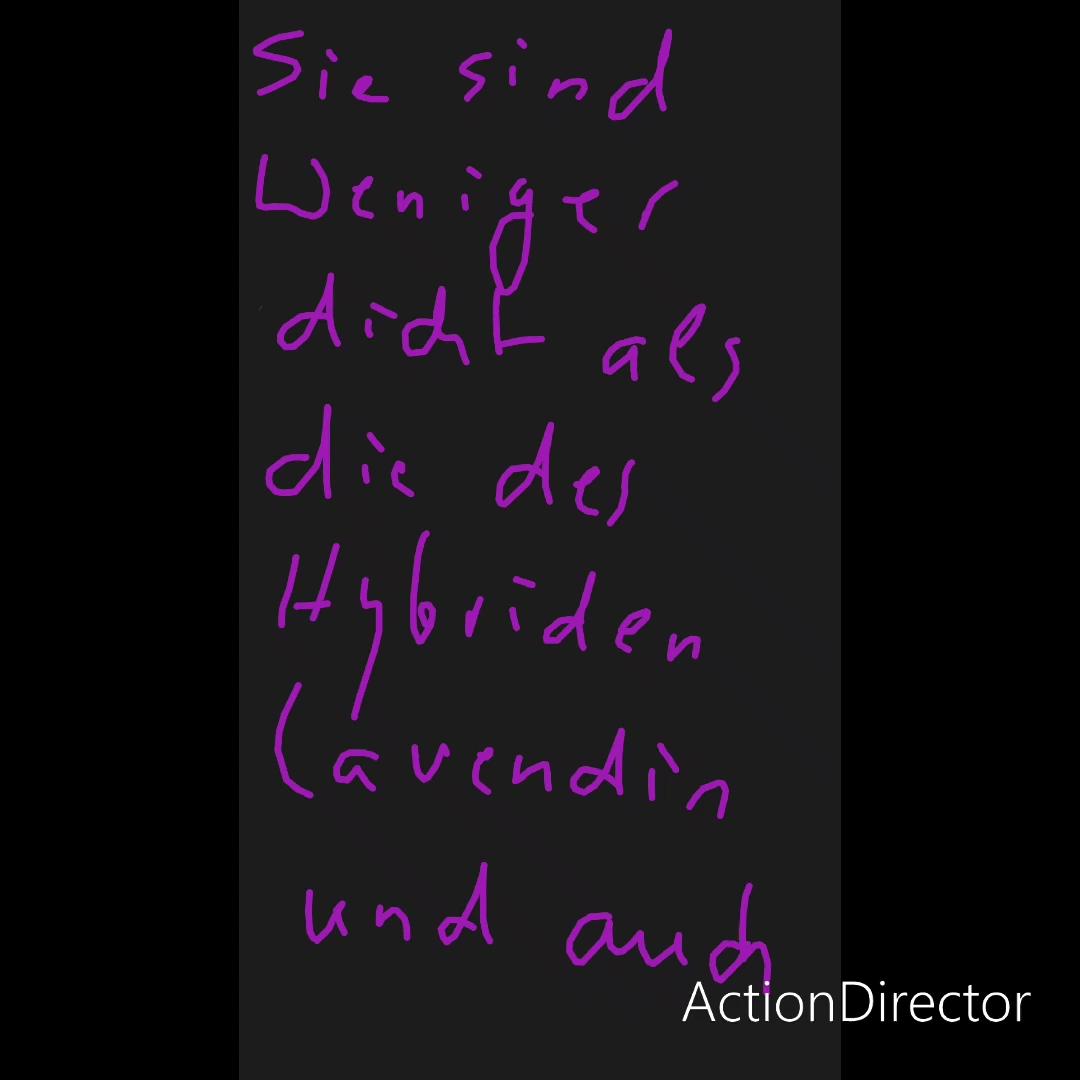 Sie sind
Weniger
dicht als
die des
Hybriden
Lavendin
und auch
ActionDirector